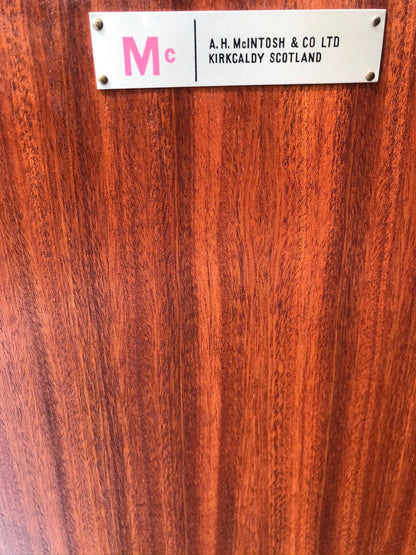 Mc
A. H. McINTOSH & CO LTD
KIRKCALDY SCOTLAND